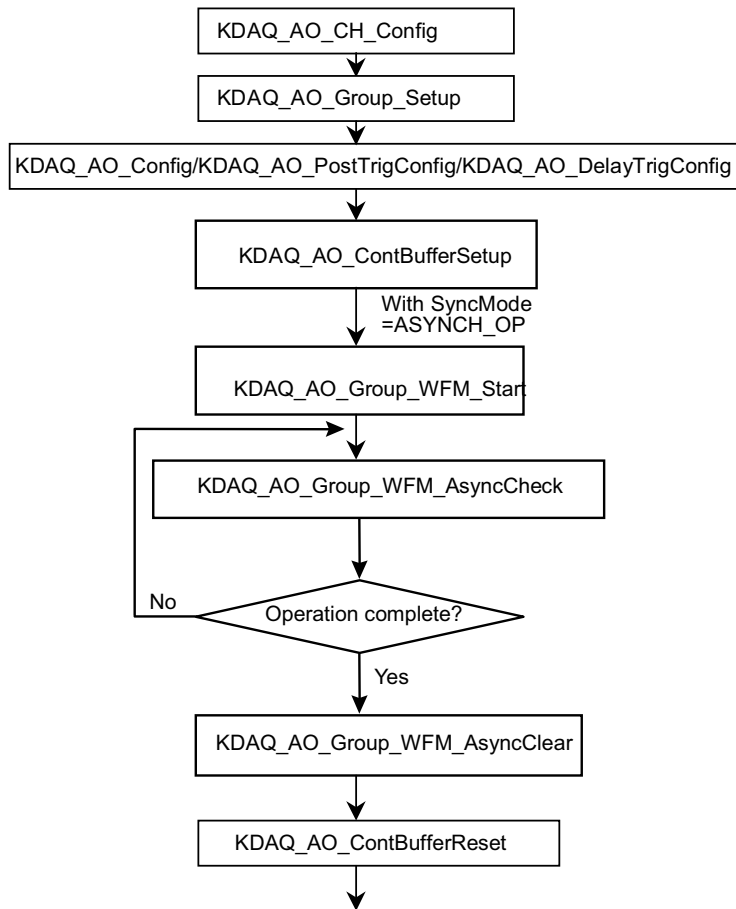 KDAQ_AO_CH_Config
KDAQ_AO_Group_Setup
KDAQ_AO_Config/KDAQ_AO_PostTrigConfig/KDAQ_AO_DelayTrigConfig
KDAQ_AO_ContBufferSetup
With SyncMode
=ASYNCH_OP
KDAQ_AO_Group_WFM_Start
KDAQ_AO_Group_WFM_AsyncCheck
No
Operation complete?
Yes
KDAQ_AO_Group_WFM_AsyncClear
KDAQ_AO_ContBufferReset